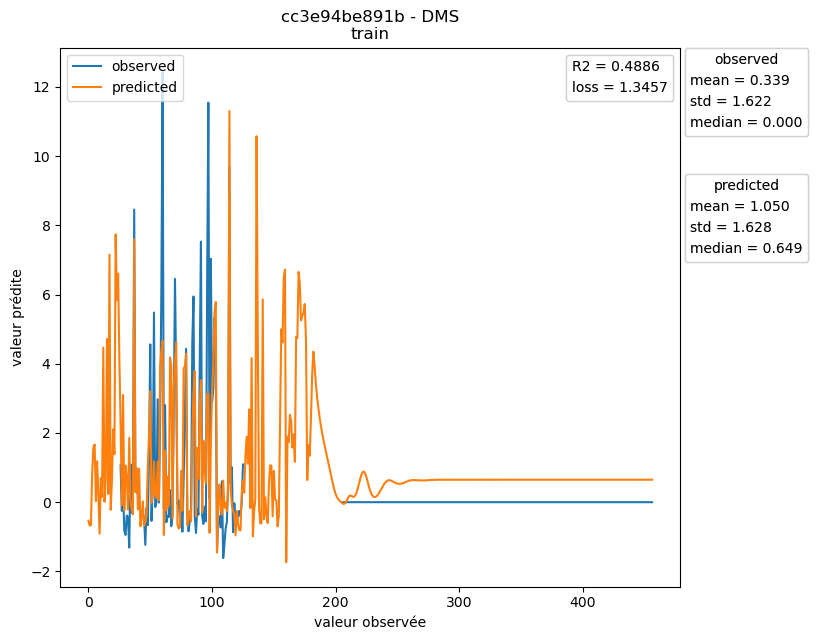 cc3e94be891b - DMS
train
observed
predicted
R2 = 0.4886
loss = 1.3457
observed
mean = 0.339
std = 1.622
median = 0.000
predicted
mean = 1.050
std = 1.628
median = 0.649
valeur prédite
12
10
8
6
4
2
0
−2
0
100
200
300
400
valeur observée